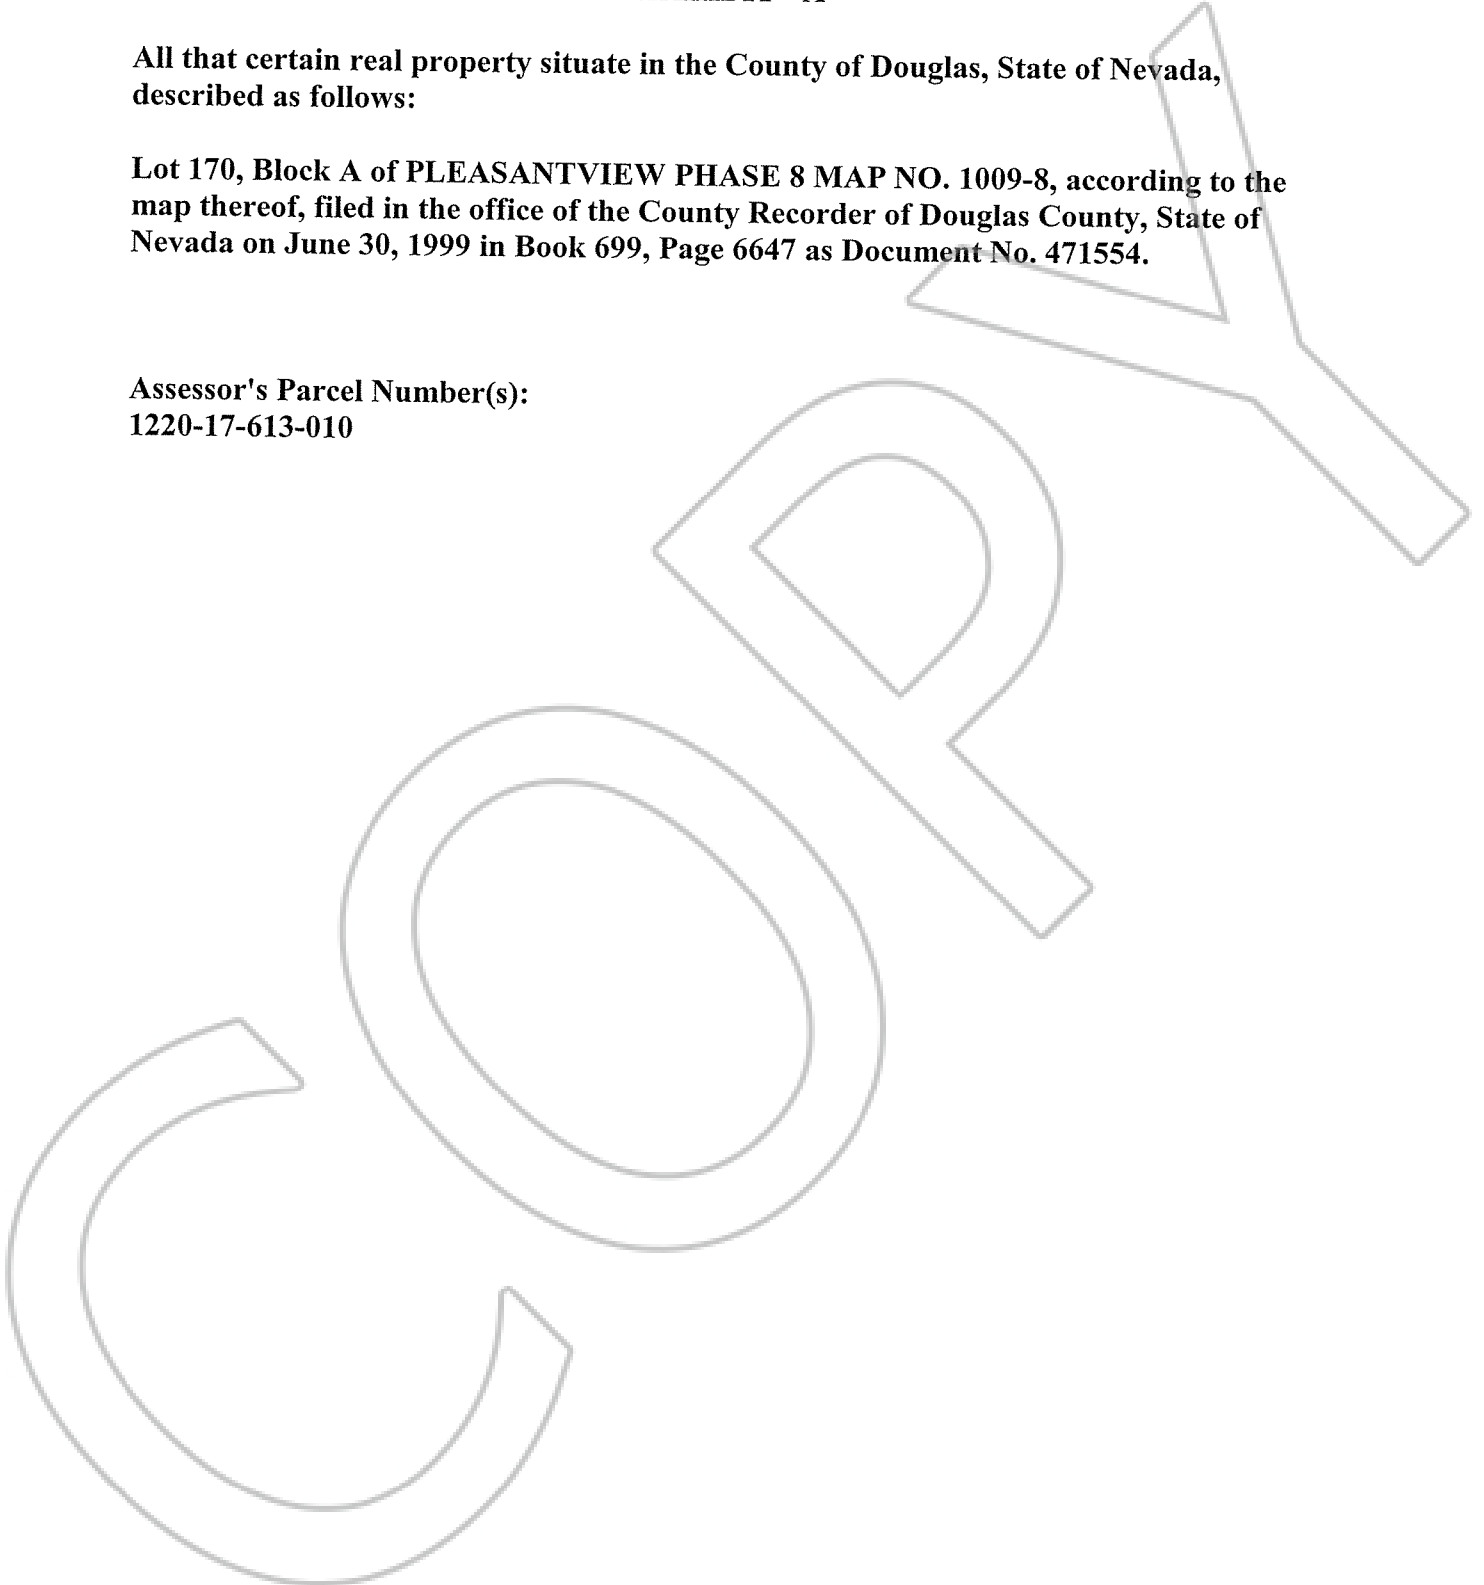 All that certain real property situate in the County of Douglas, State of Nevada,
described as follows:
Lot 170, Block A of PLEASANTVIEW PHASE 8 MAP NO. 1009-8, according to the
map thereof, filed in the office of the County Recorder of Douglas County, State of
Nevada on June 30, 1999 in Book 699, Page 6647 as Document No. 471554.
Assessor's Parcel Number(s):
1220-17-613-010
COPY